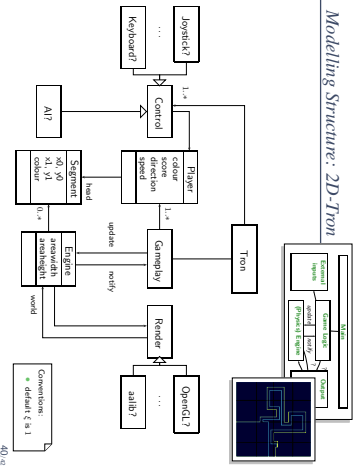 Modelling Structure: 2D-Tron
Main
External
inputs
Game Logic
update
notify
(Physics) Engine
Output
Tron
Joystick?
. . .
Keyboard?
Control
1..*
AI?
Player
colour
score
direction
speed
1..*
Gameplay
Render
OpenGL?
. . .
aalib?
head
update
notify
world
Segment
x0, y0
x1, y1
colour
0..*
Engine
areawidth
areaheight
Conventions:
• default ξ is 1
40/42